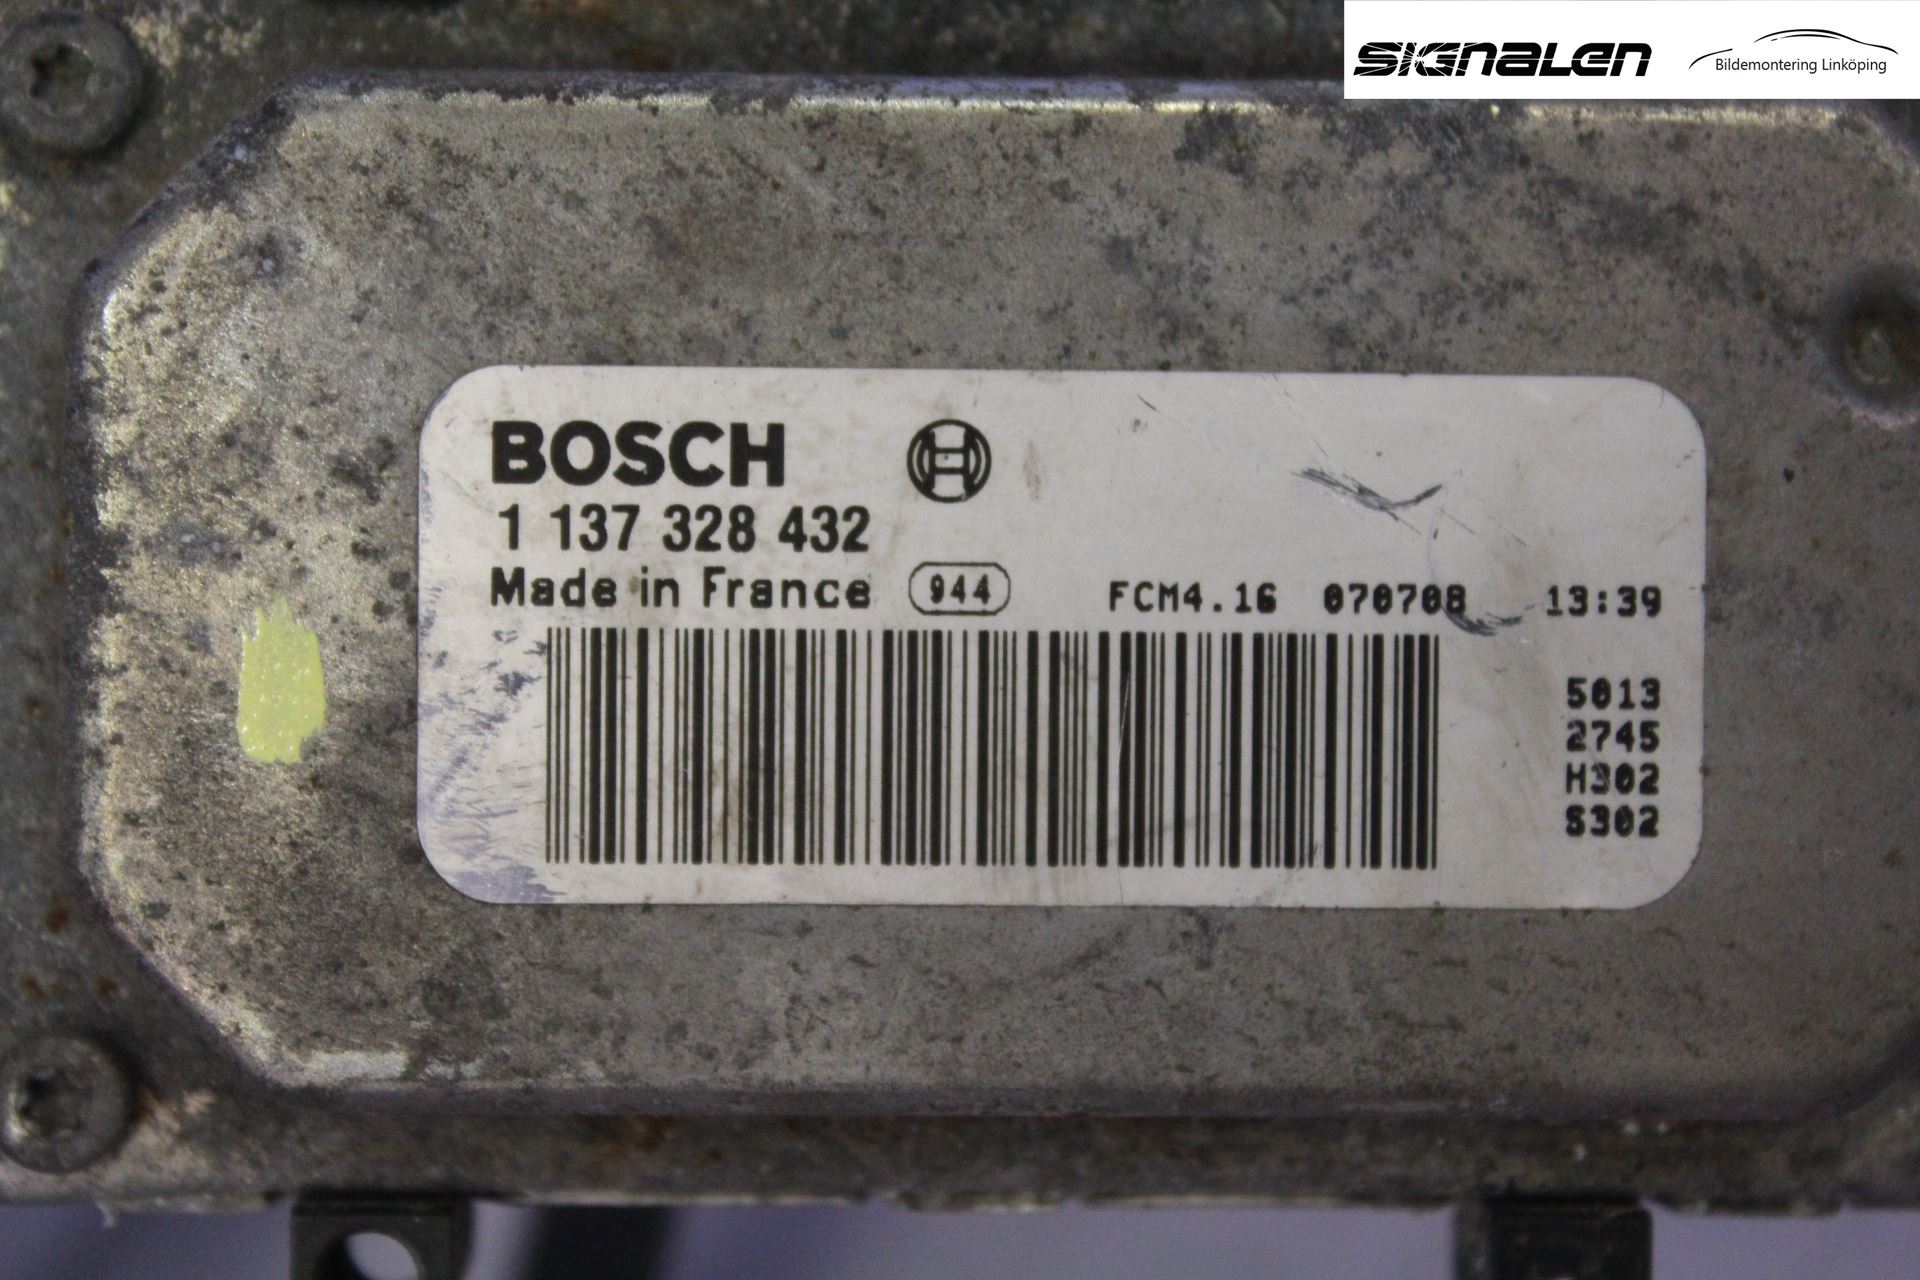 SIGNALEN
Bildemontering Linköping
BOSCH
1 137 328 432
Made in France 944 FCM4.16 070708 13:39
5013
2745
H302
S302